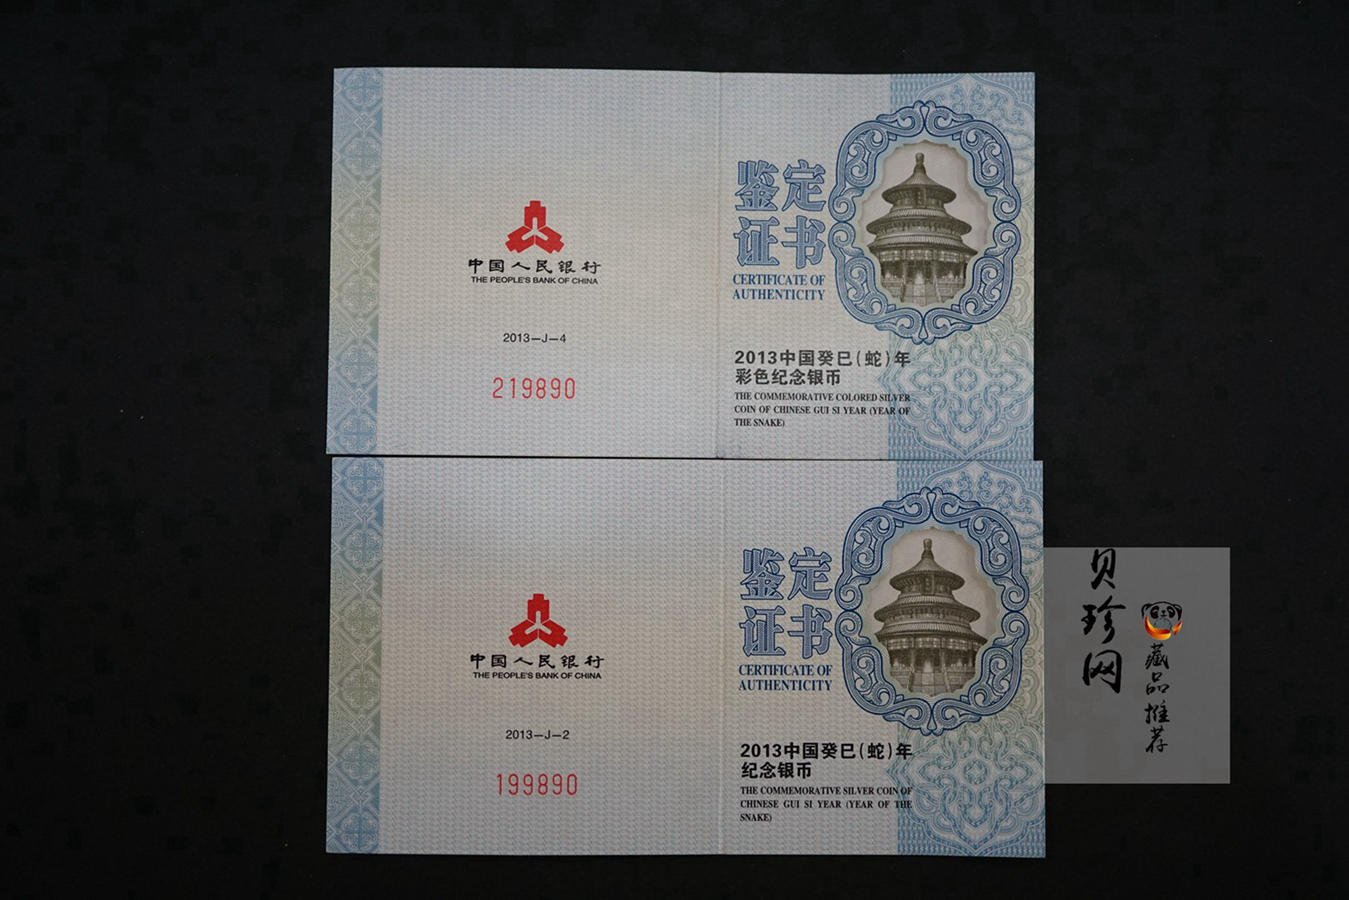 中国人民银行
THE PEOPLE'S BANK OF CHINA
2013—J—4
219890
鉴定
证书
CERTIFICATE OF
AUTHENTICITY
2013中国癸巳(蛇)年
彩色纪念银币
THE COMMEMORATIVE COLORED SILVER
COIN OF CHINESE GUI SI YEAR (YEAR OF
THE SNAKE)
中国人民银行
THE PEOPLE'S BANK OF CHINA
2013—J—2
199890
鉴定
证书
CERTIFICATE OF
AUTHENTICITY
2013中国癸巳(蛇)年
纪念银币
THE COMMEMORATIVE SILVER COIN OF
CHINESE GUI SI YEAR (YEAR OF THE
SNAKE)
贝珍网
藏品推荐